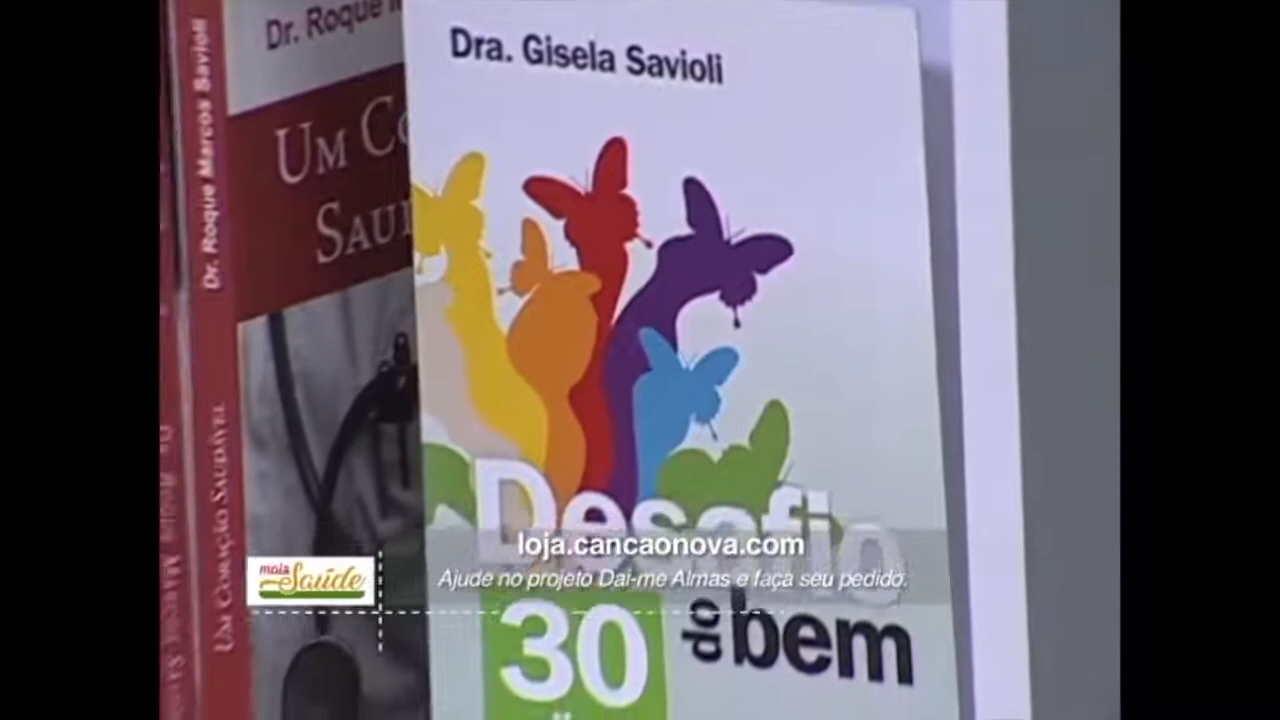 Dr. Roque
Um Co
Saud
Dr. Roque Marcos Savioli
Um Coração Saudável
Dra. Gisela Savioli
Desafio
do bem
30
loja.cancaonova.com
Ajude no projeto Dai-me Almas e faça seu pedido.
mais
Saúde